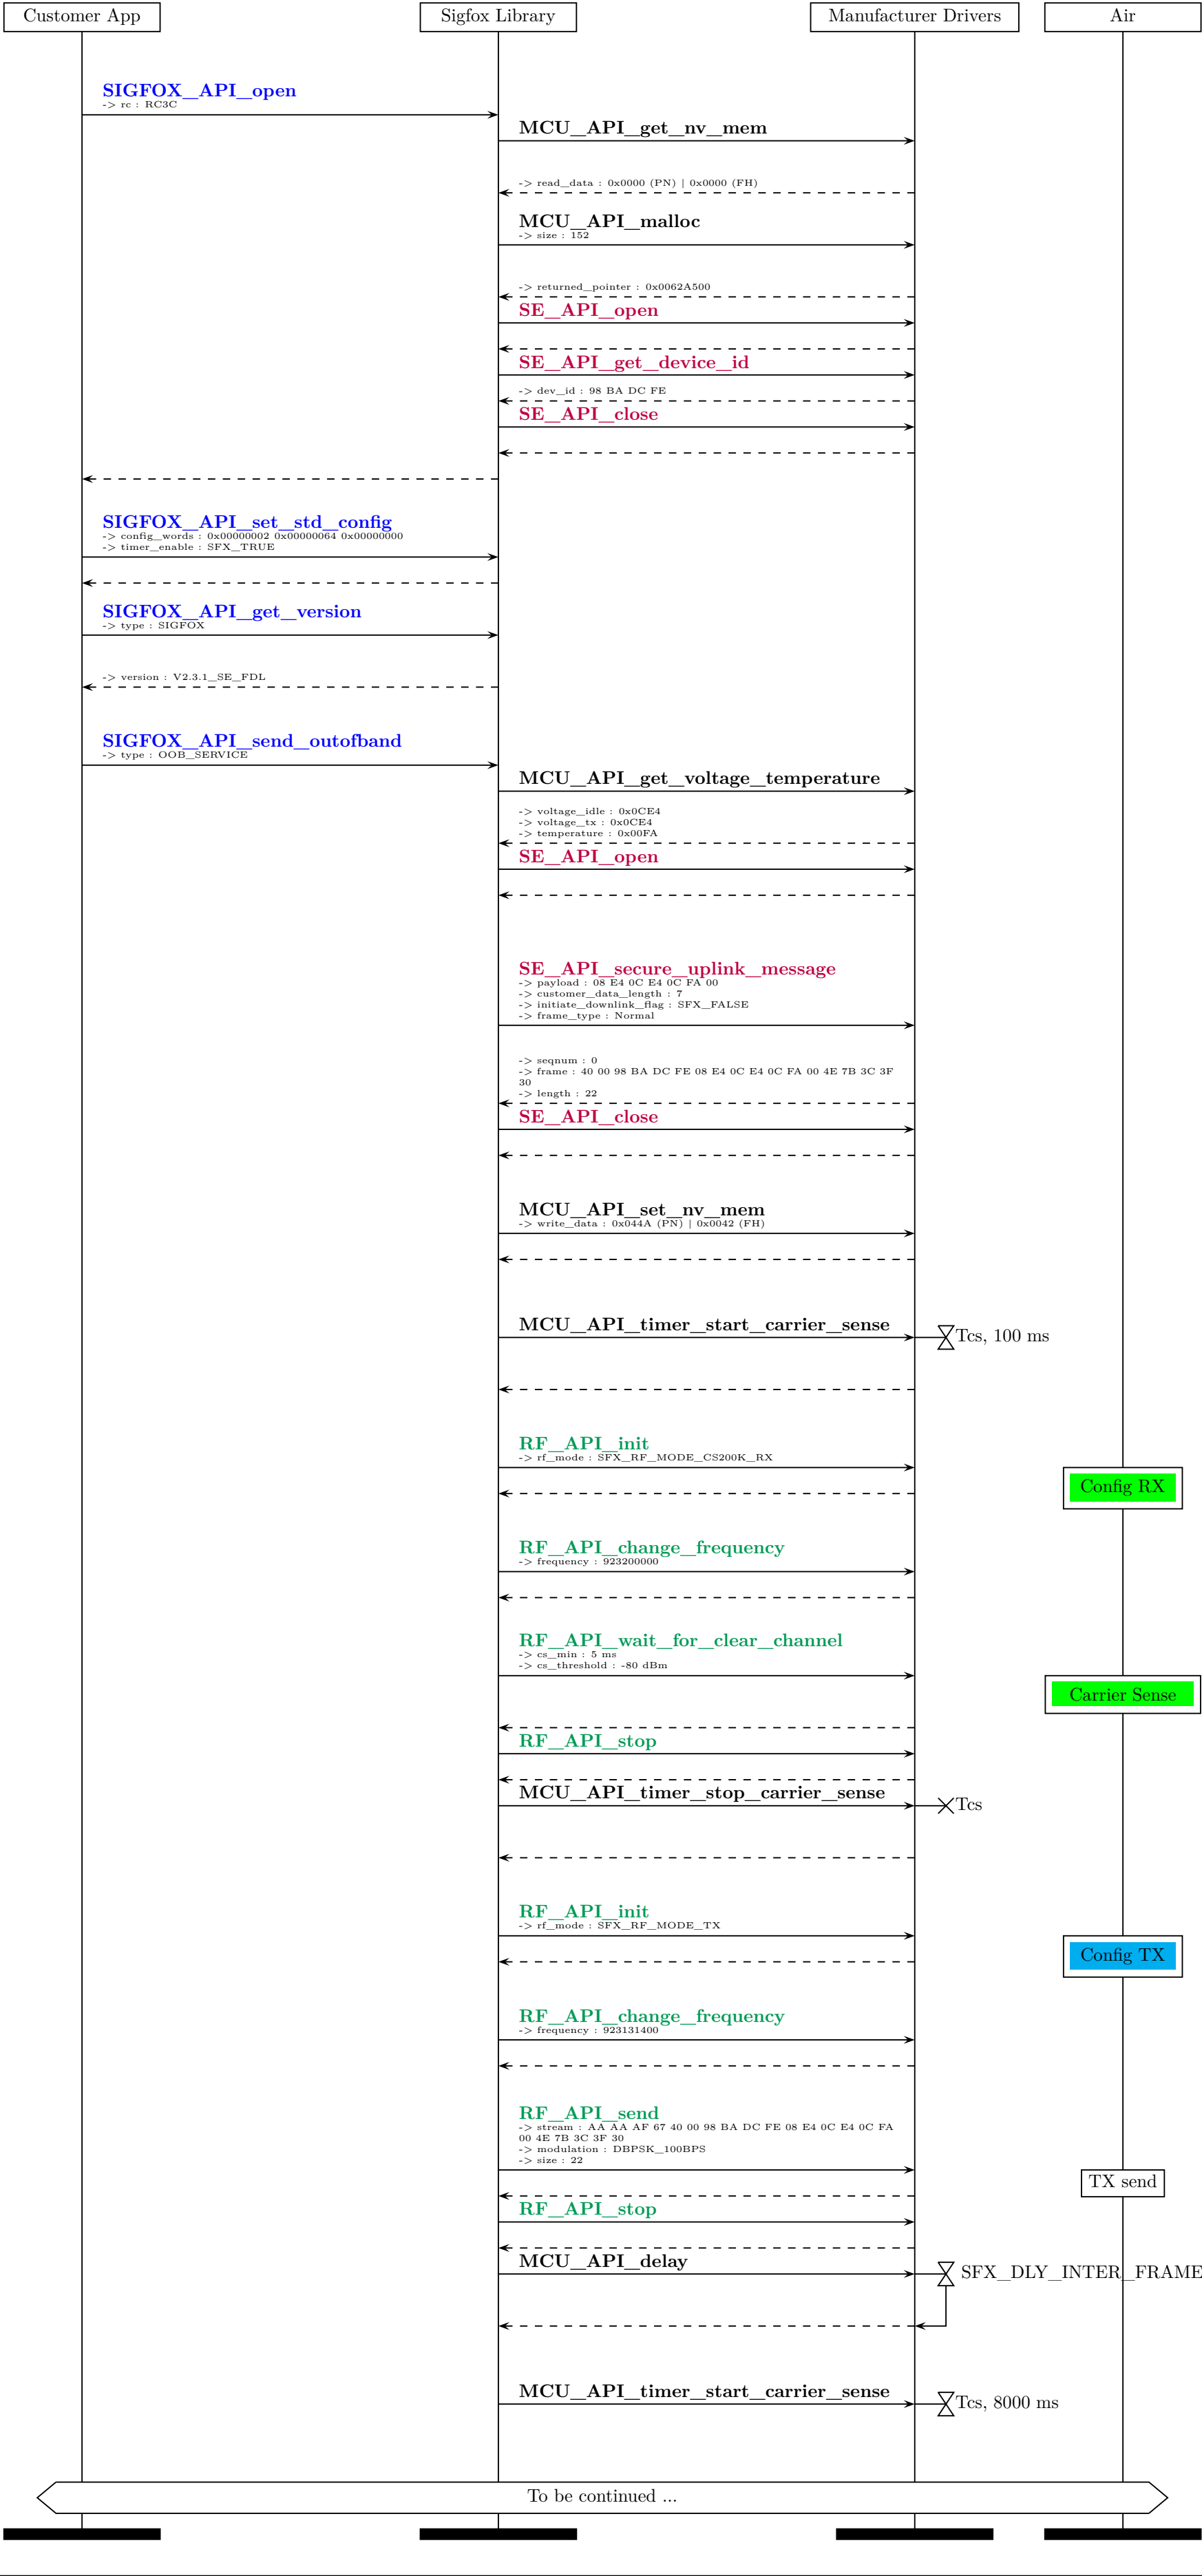 Customer App
Sigfox Library
Manufacturer Drivers
Air
SIGFOX_API_open
-> rc : RC3C
MCU_API_get_nv_mem
-> read_data : 0x0000 (PN) | 0x0000 (FH)
MCU_API_malloc
-> size : 152
-> returned_pointer : 0x0062A500
SE_API_open
SE_API_get_device_id
-> dev_id : 98 BA DC FE
SE_API_close
SIGFOX_API_set_std_config
-> config_words : 0x00000002 0x00000064 0x00000000
-> timer_enable : SFX_TRUE
SIGFOX_API_get_version
-> type : SIGFOX
-> version : V2.3.1_SE_FDL
SIGFOX_API_send_outofband
-> type : OOB_SERVICE
MCU_API_get_voltage_temperature
-> voltage_idle : 0x0CE4
-> voltage_tx : 0x0CE4
-> temperature : 0x00FA
SE_API_open
SE_API_secure_uplink_message
-> payload : 08 E4 0C E4 0C FA 00
-> customer_data_length : 7
-> initiate_downlink_flag : SFX_FALSE
-> frame_type : Normal
-> seqnum : 0
-> frame : 40 00 98 BA DC FE 08 E4 0C E4 0C FA 00 4E 7B 3C 3F
30
-> length : 22
SE_API_close
MCU_API_set_nv_mem
-> write_data : 0x044A (PN) | 0x0042 (FH)
MCU_API_timer_start_carrier_sense
Tcs, 100 ms
RF_API_init
-> rf_mode : SFX_RF_MODE_CS200K_RX
Config RX
RF_API_change_frequency
-> frequency : 923200000
RF_API_wait_for_clear_channel
-> cs_min : 5 ms
-> cs_threshold : -80 dBm
Carrier Sense
RF_API_stop
MCU_API_timer_stop_carrier_sense
Tcs
RF_API_init
-> rf_mode : SFX_RF_MODE_TX
Config TX
RF_API_change_frequency
-> frequency : 923131400
RF_API_send
-> stream : AA AA AF 67 40 00 98 BA DC FE 08 E4 0C E4 0C FA
00 4E 7B 3C 3F 30
-> modulation : DBPSK_100BPS
-> size : 22
TX send
RF_API_stop
MCU_API_delay
SFX_DLY_INTER_FRAME
MCU_API_timer_start_carrier_sense
Tcs, 8000 ms
To be continued ...